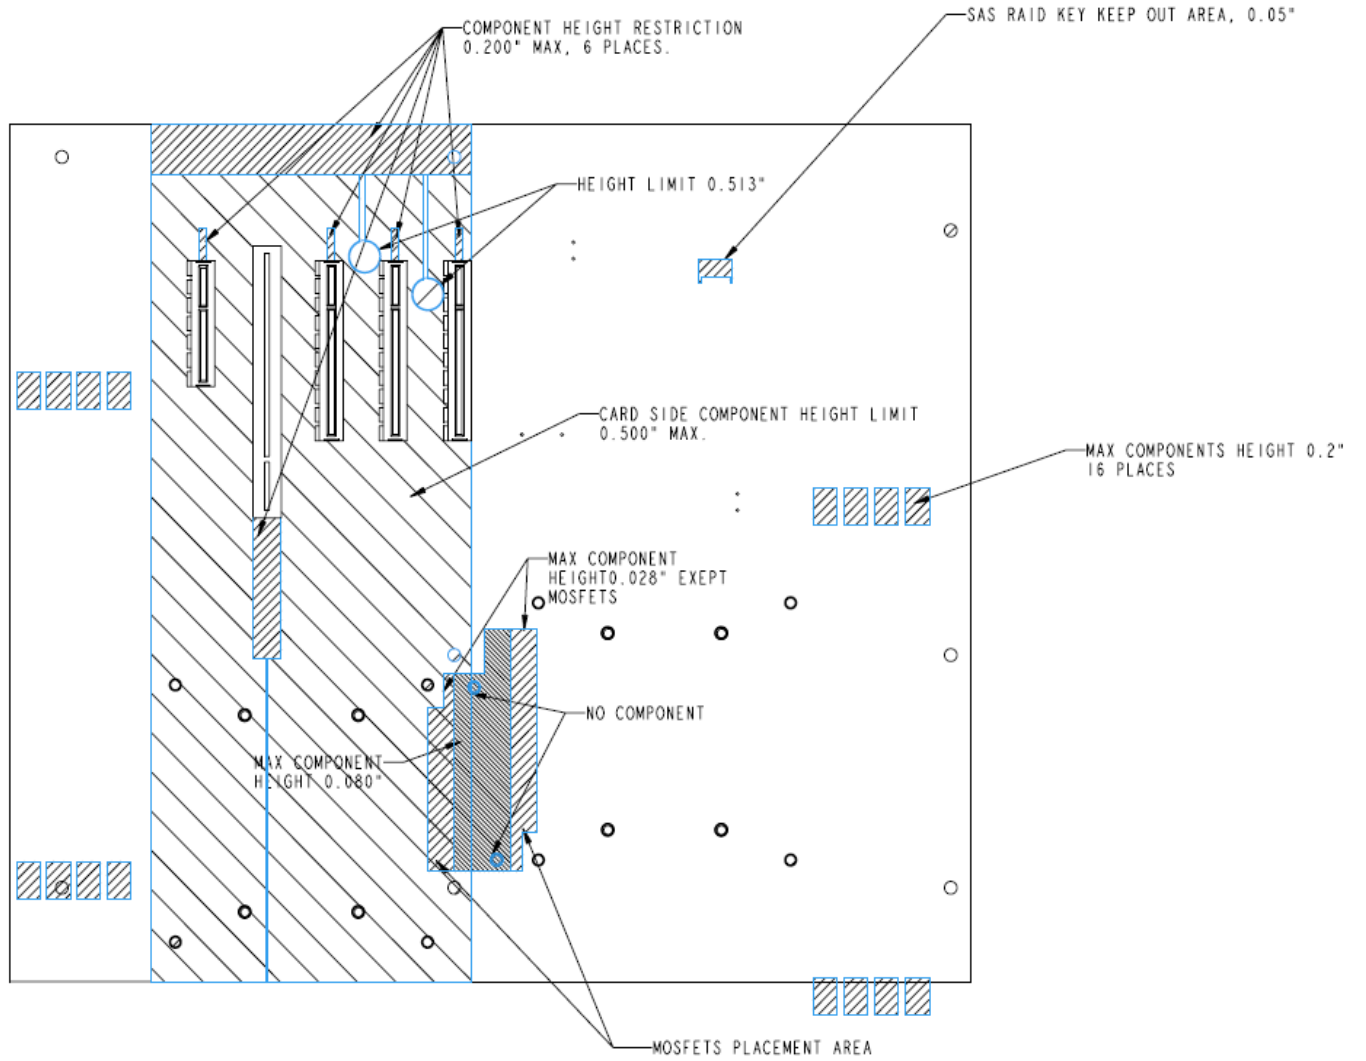 SAS RAID KEY KEEP OUT AREA, 0.05"
COMPONENT HEIGHT RESTRICTION
0.200" MAX, 6 PLACES.
HEIGHT LIMIT 0.513"
CARD SIDE COMPONENT HEIGHT LIMIT
0.500" MAX.
MAX COMPONENTS HEIGHT 0.2"
16 PLACES
MAX COMPONENT
HEIGHT0.028" EXEPT
MOSFETS
NO COMPONENT
MAX COMPONENT
HEIGHT 0.080"
MOSFETS PLACEMENT AREA